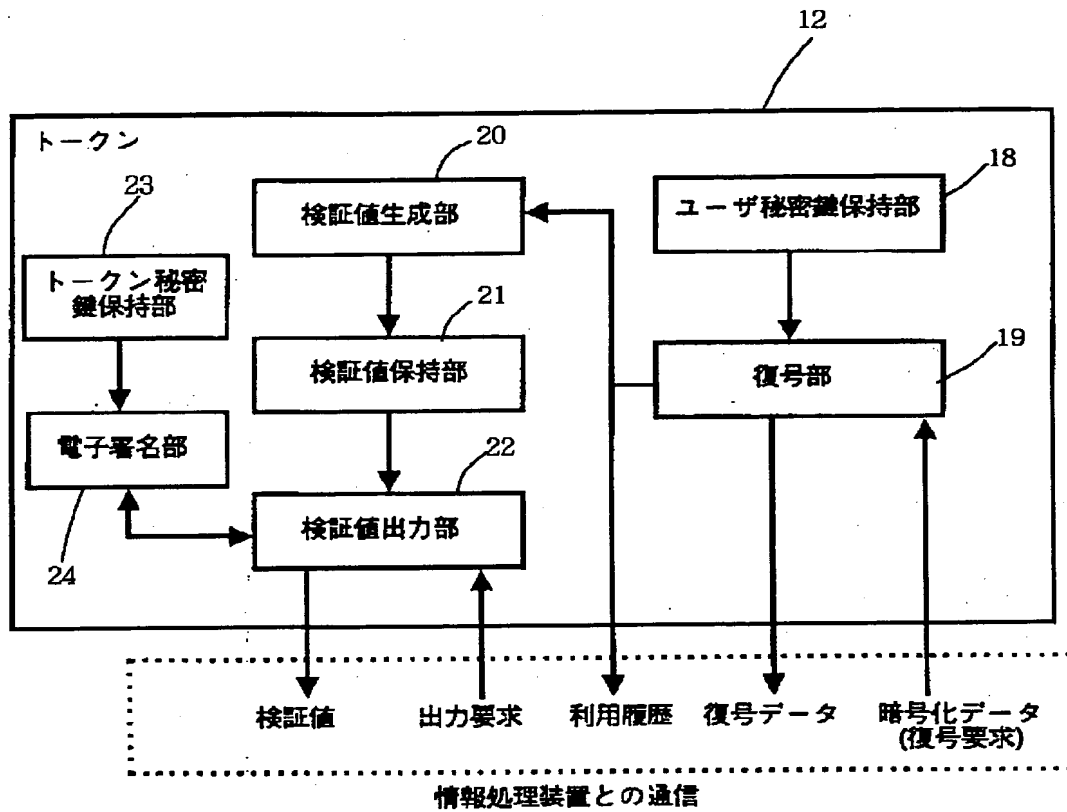 12
トークン
20
18
23
検証値生成部
ユーザ秘密鍵保持部
トークン秘密
鍵保持部
21
19
検証値保持部
復号部
電子署名部
22
検証値出力部
24
検証値
出力要求
利用履歴
復号データ
暗号化データ
(復号要求)
情報処理装置との通信